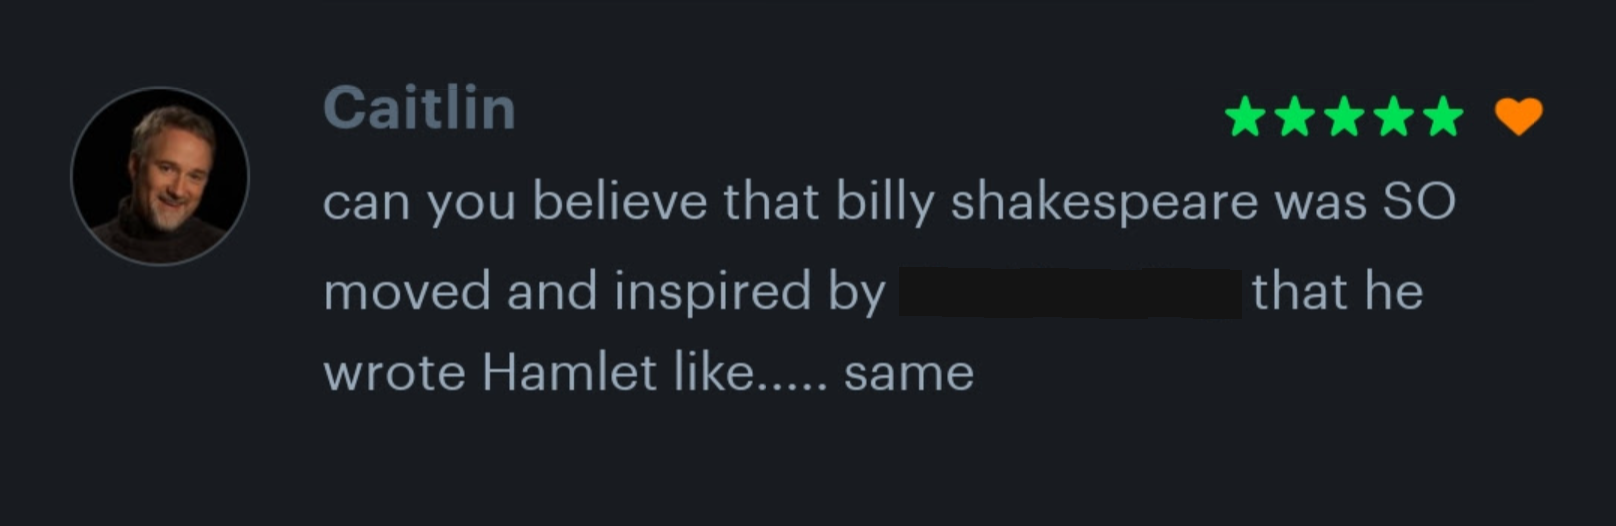 Caitlin
can you believe that billy shakespeare was SO
moved and inspired by that he
wrote Hamlet like..... same